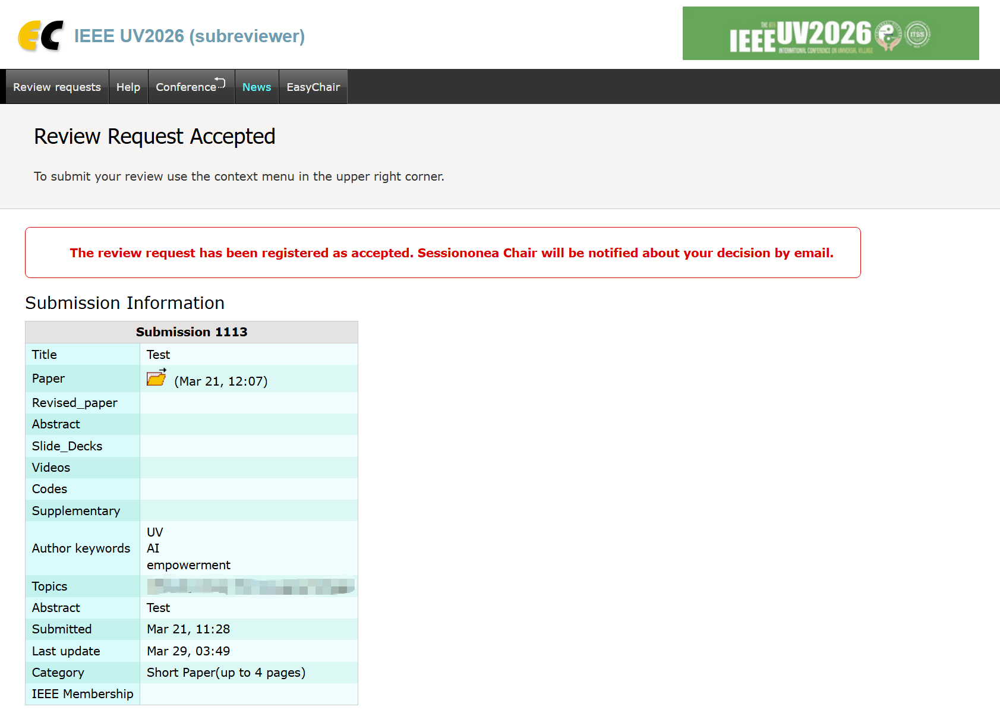 EC IEEE UV2026 (subreviewer)
THE 8TH
IEEE UV2026
INTERNATIONAL CONFERENCE ON UNIVERSAL VILLAGE
ITSS
Review requests Help Conference News EasyChair
Review Request Accepted
To submit your review use the context menu in the upper right corner.
The review request has been registered as accepted. Sessiononea Chair will be notified about your decision by email.
Submission Information
Submission 1113
Title Test
Paper (Mar 21, 12:07)
Revised_paper
Abstract
Slide_Decks
Videos
Codes
Supplementary
Author keywords UV
AI
empowerment
Topics
Abstract Test
Submitted Mar 21, 11:28
Last update Mar 29, 03:49
Category Short Paper(up to 4 pages)
IEEE Membership